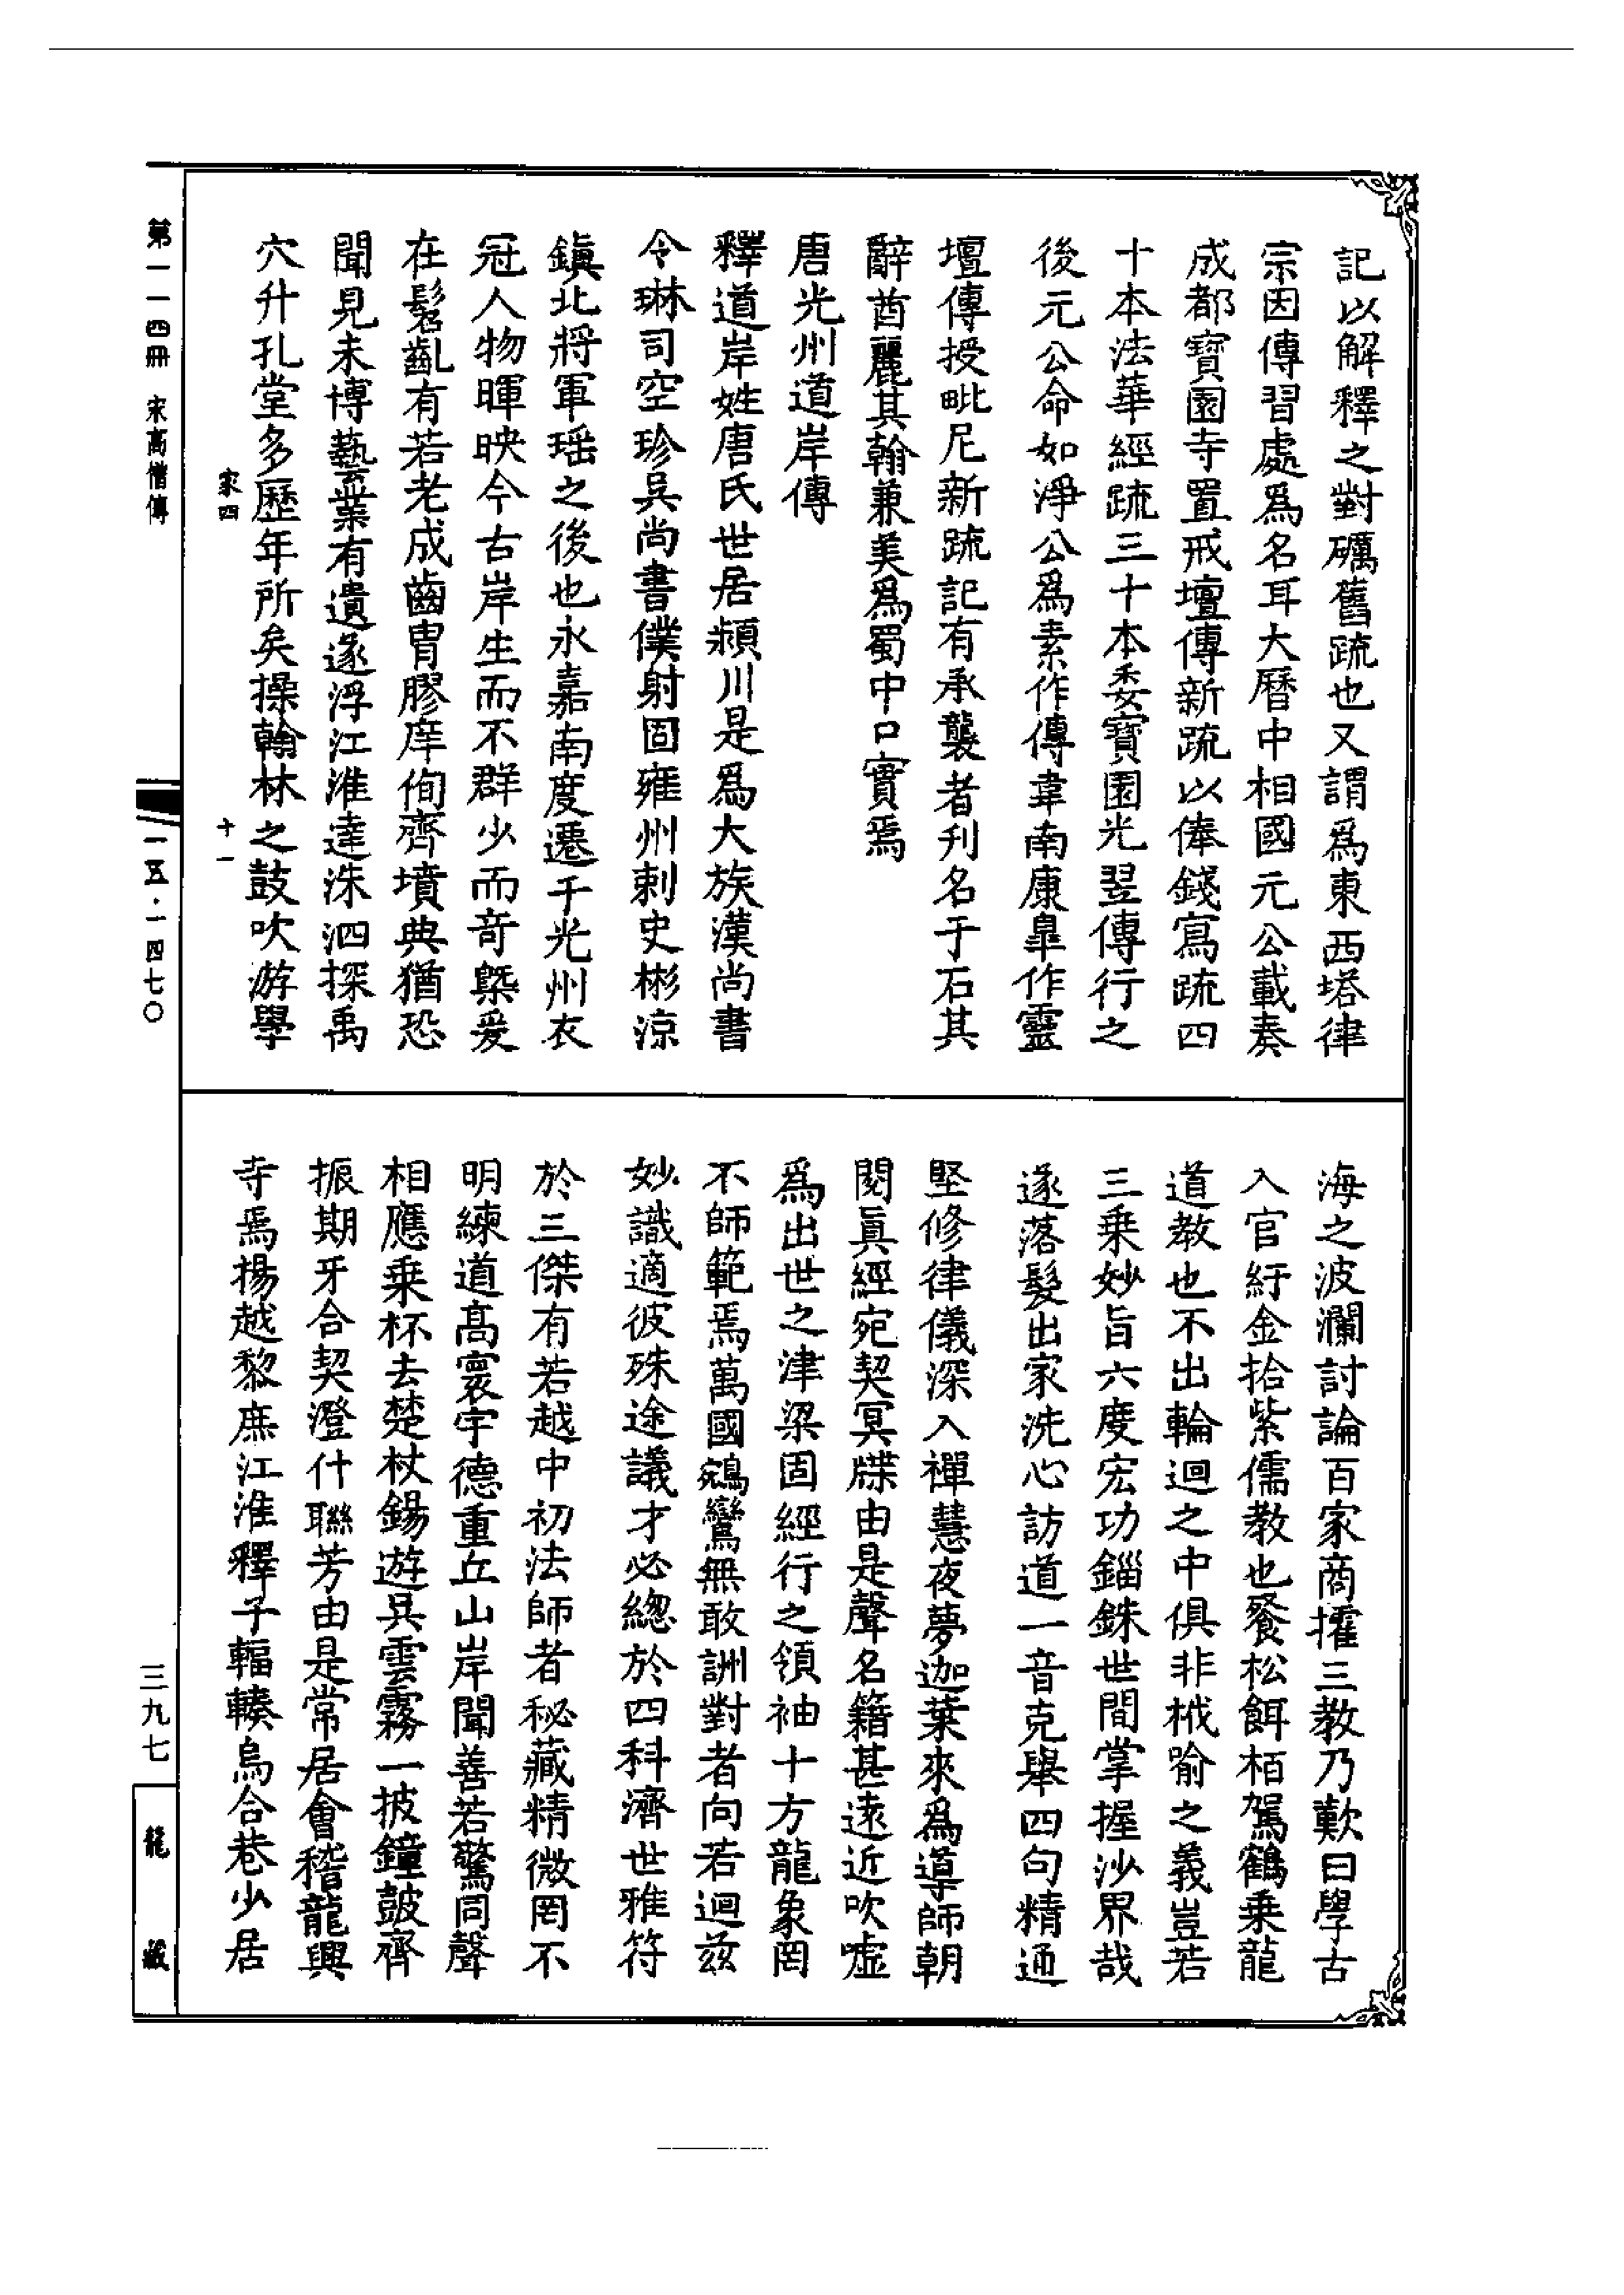 記以解釋之對礪舊疏也又謂爲東西塔律
宗因傳習處爲名耳大曆中相國元公載奏
成都寶園寺置戒壇傳新疏以俸錢寫疏四
十本法華經疏三十本委寶園光翌傳行之
後元公命如淨公爲素作傳韋南康臯作靈
壇傳授毗尼新疏記有承襲者刋名于石其
辭酋麗其翰兼美爲蜀中口實焉
唐光州道岸傳
釋道岸姓唐氏世居潁川是爲大族漢尚書
令琳司空珍吳尚書僕射固雍州刺史彬涼
鎮北將軍瑶之後也永嘉南度遷于光州衣
冠人物暉映今古岸生而不群少而竒槩爰
在髫齓有若老成齒胄膠庠徇齊墳典猶恐
聞見未博藝業有遺遂浮江淮達洙泗探禹
穴升孔堂多歷年所矣操翰林之鼓吹游學
海之波瀾討論百家商㩁三教乃歎曰學古
入官紆金拾紫儒教也飱松餌栢駕鶴乗龍
道教也不出輪迴之中俱非栰喻之義豈若
三乗妙旨六度宏功錙銖世間掌握沙界哉
遂落髮出家洗心訪道一音克舉四句精通
堅修律儀深入禪慧夜夢迦葉來爲導師朝
閱眞經宛契冥牒由是聲名籍甚遠近吹噓
爲出世之津梁固經行之領袖十方龍象罔
不師範焉萬國鵷鸞無敢訓對者向若迴兹
妙識適彼殊途議才必總於四科濟世雅符
於三傑有若越中初法師者秘藏精微罔不
明練道髙寰宇德重丘山岸聞善若驚同聲
相應乗杯去楚杖錫遊吳雲霧一披鐘皷齊
振期牙合契澄什聯芳由是常居會稽龍興
寺焉揚越黎庶江淮釋子輻輳烏合巷少居
第一一四冊 宋高僧傳
家四
十一
一五·一四七〇
三九七
龍藏